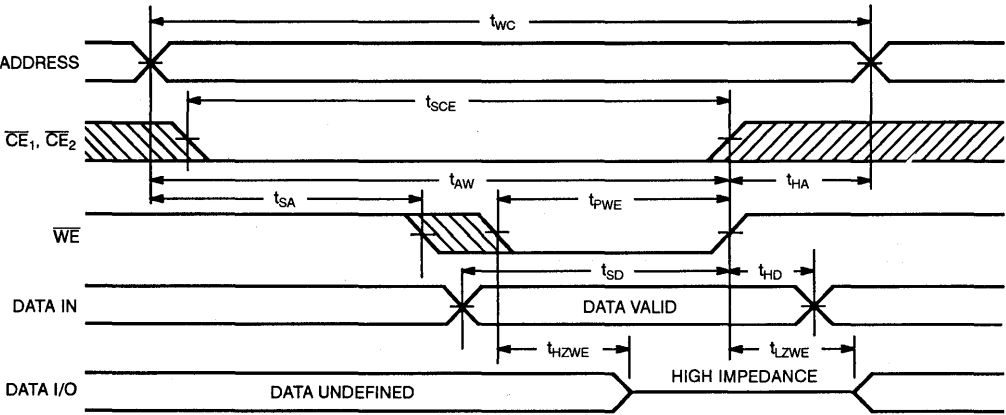 tWC
ADDRESS
tSCE
CE1, CE2
tAW
tHA
tSA
tPWE
WE
tSD
tHD
DATA IN
DATA VALID
tHZWE
tLZWE
HIGH IMPEDANCE
DATA I/O
DATA UNDEFINED